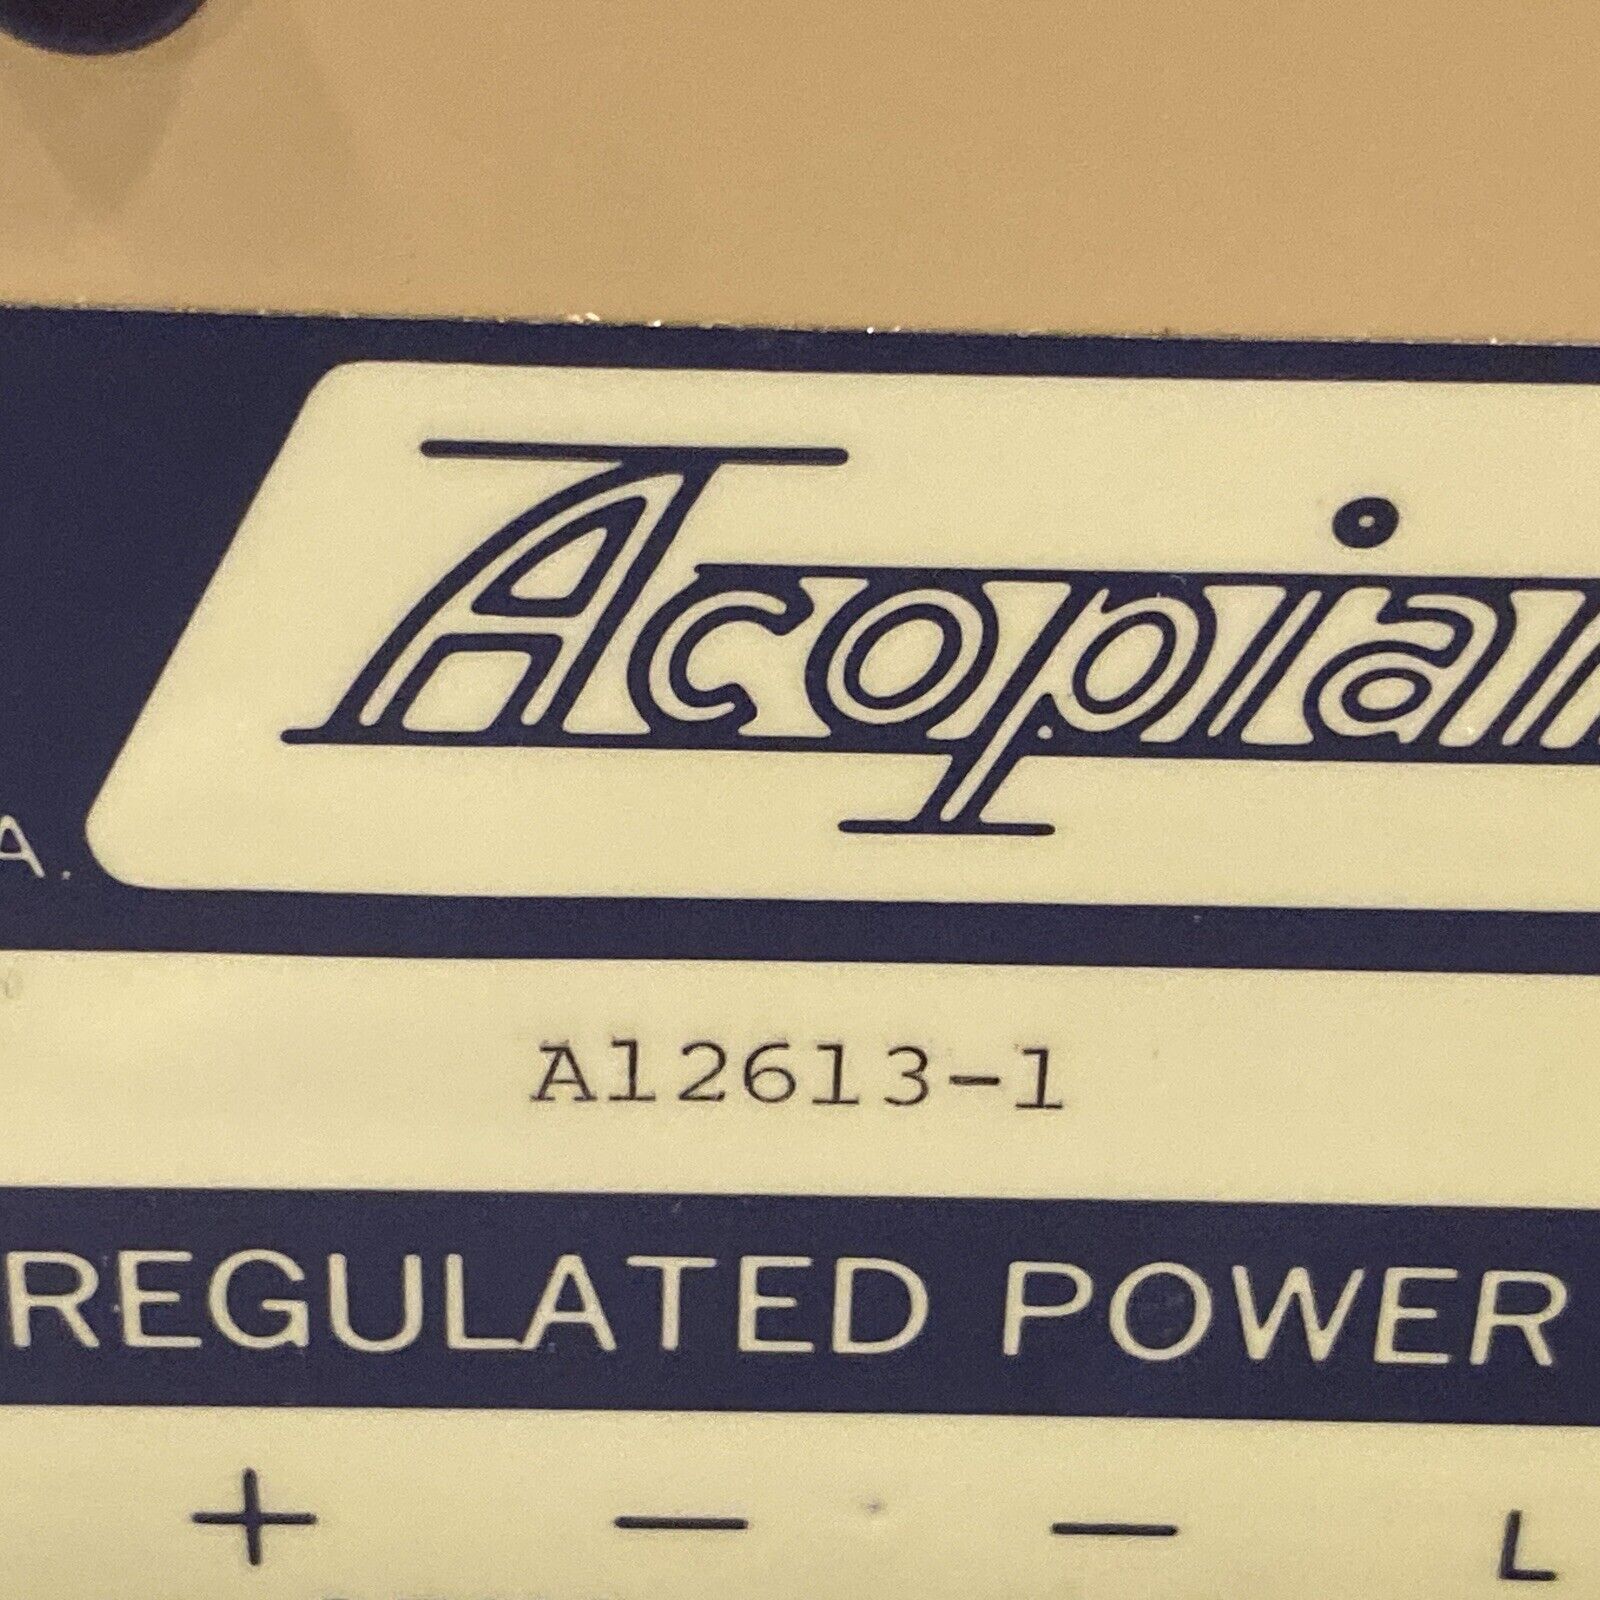 Acopian
A.
A12613-1
REGULATED POWER
+ — — L